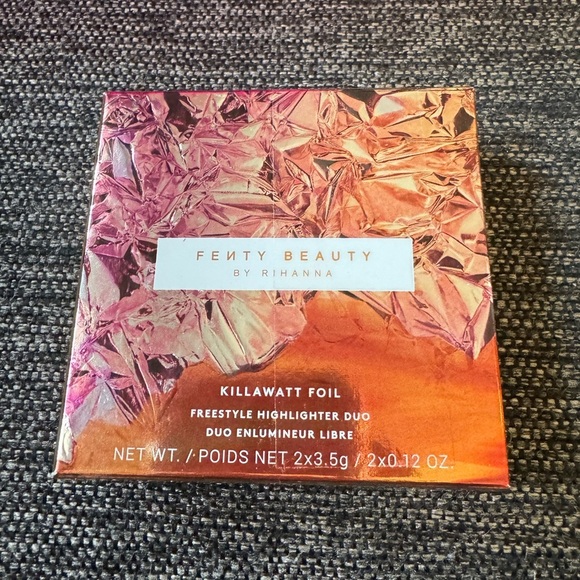 FEИTY BEAUTY
BY RIHANNA
KILLAWATT FOIL
FREESTYLE HIGHLIGHTER DUO
DUO ENLUMINEUR LIBRE
NET WT. / POIDS NET 2x3.5g / 2x0.12 OZ.